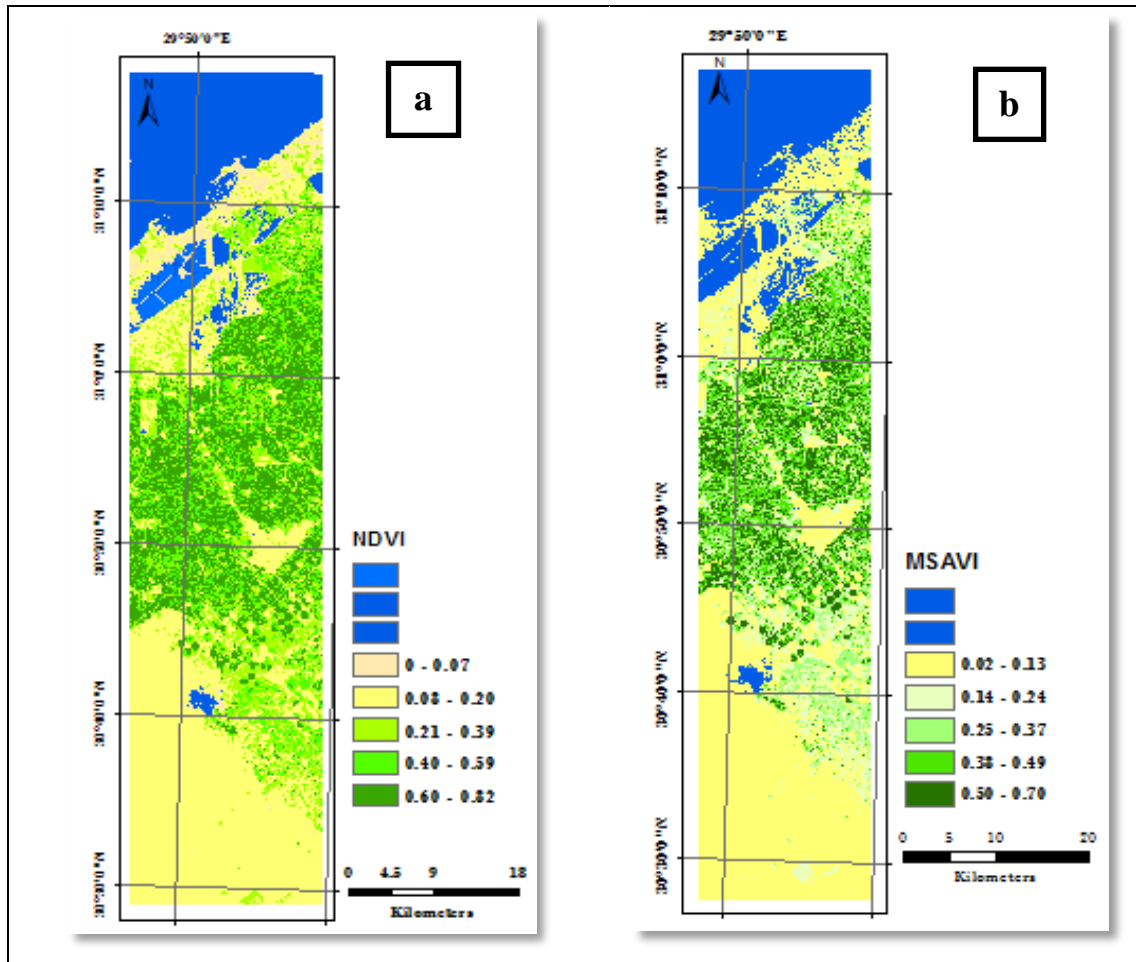 29°50'0"E
N
a
NDVI
0 - 0.07
0.08 - 0.20
0.21 - 0.39
0.40 - 0.59
0.60 - 0.82
0 4.5 9 18
Kilometers
29°50'0"E
N
b
31°10'0"N
31°0'0"N
30°50'0"N
30°40'0"N
30°30'0"N
MSAVI
0.02 - 0.13
0.14 - 0.24
0.25 - 0.37
0.38 - 0.49
0.50 - 0.70
0 5 10 20
Kilometers